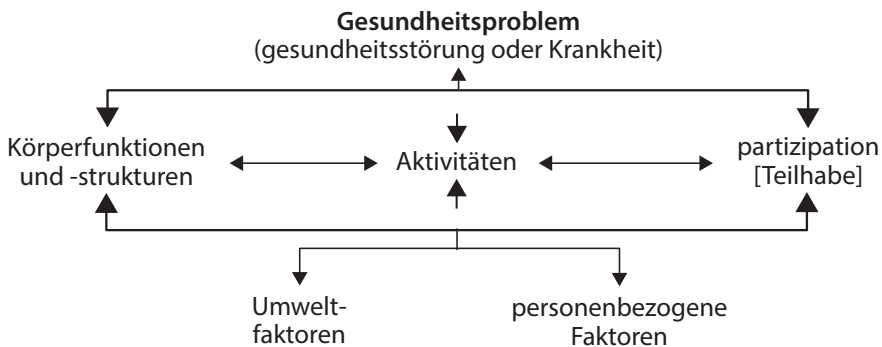 Gesundheitsproblem
(gesundheitsstörung oder Krankheit)
Körperfunktionen
und -strukturen
Aktivitäten
partizipation
[Teilhabe]
Umwelt-
faktoren
personenbezogene
Faktoren